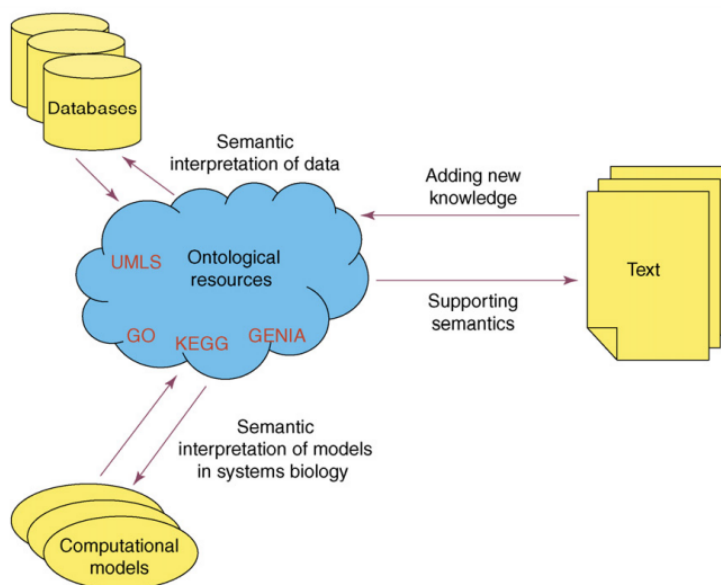 Databases
Semantic
interpretation of data
Adding new
knowledge
UMLS
Ontological
resources
Text
Supporting
semantics
GO
KEGG
GENIA
Semantic
interpretation of models
in systems biology
Computational
models